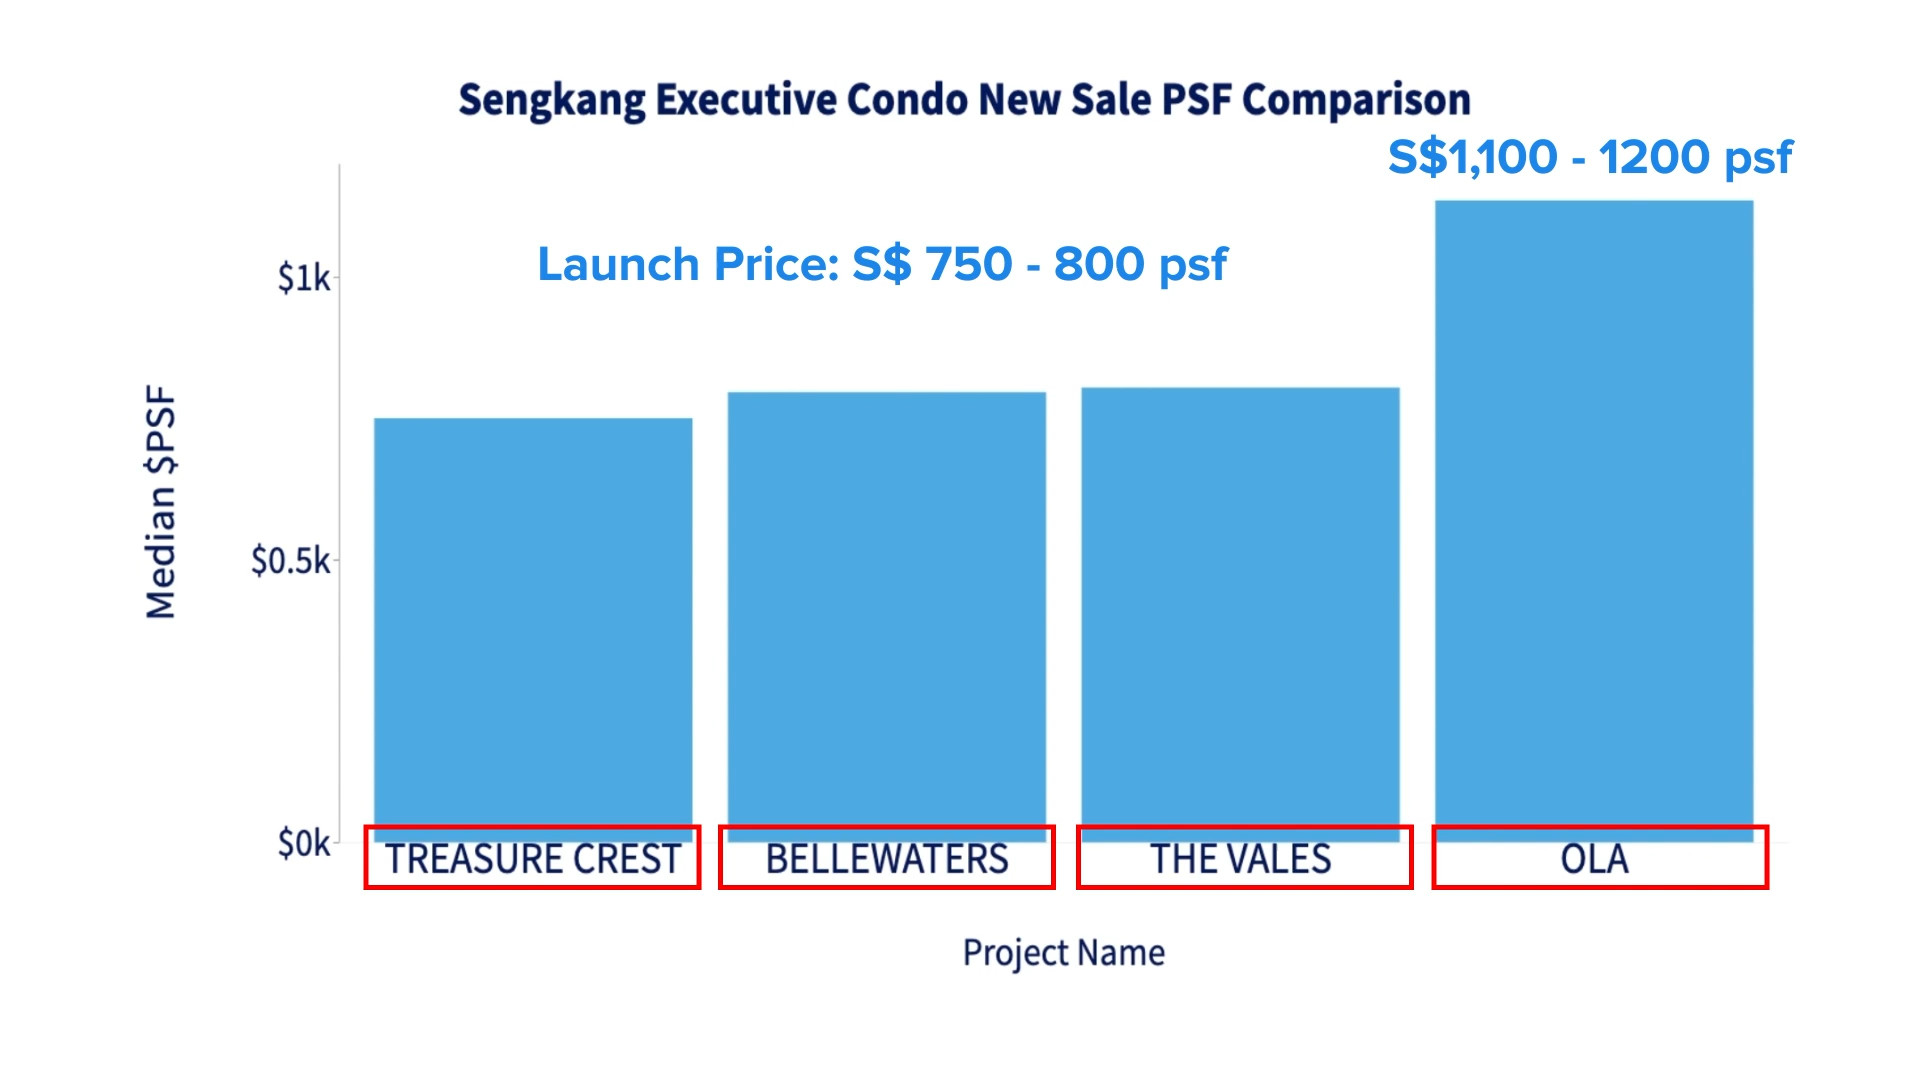 Sengkang Executive Condo New Sale PSF Comparison
S$1,100 - 1200 psf
Launch Price: S$ 750 - 800 psf
$1k
$0.5k
$0k
Median $PSF
TREASURE CREST
BELLEWATERS
THE VALES
OLA
Project Name